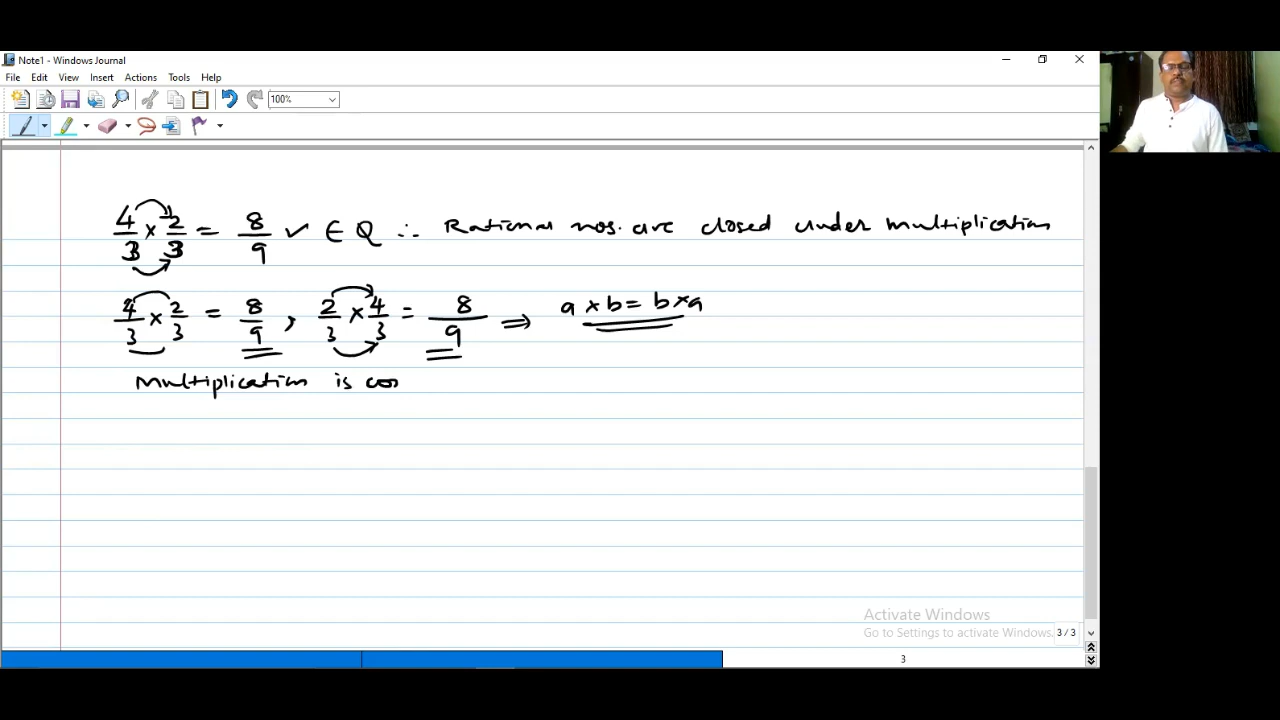 Note1 - Windows Journal
File Edit View Insert Actions Tools Help
100%
4/3 × 2/3 = 8/9 ✓ ∈ Q ∴ Rational nos. are closed under multiplication
4/3 × 2/3 = 8/9 , 2/3 × 4/3 = 8/9 ⇒ a × b = b × a
Multiplication is com
Activate Windows
Go to Settings to activate Windows.
3 / 3
3